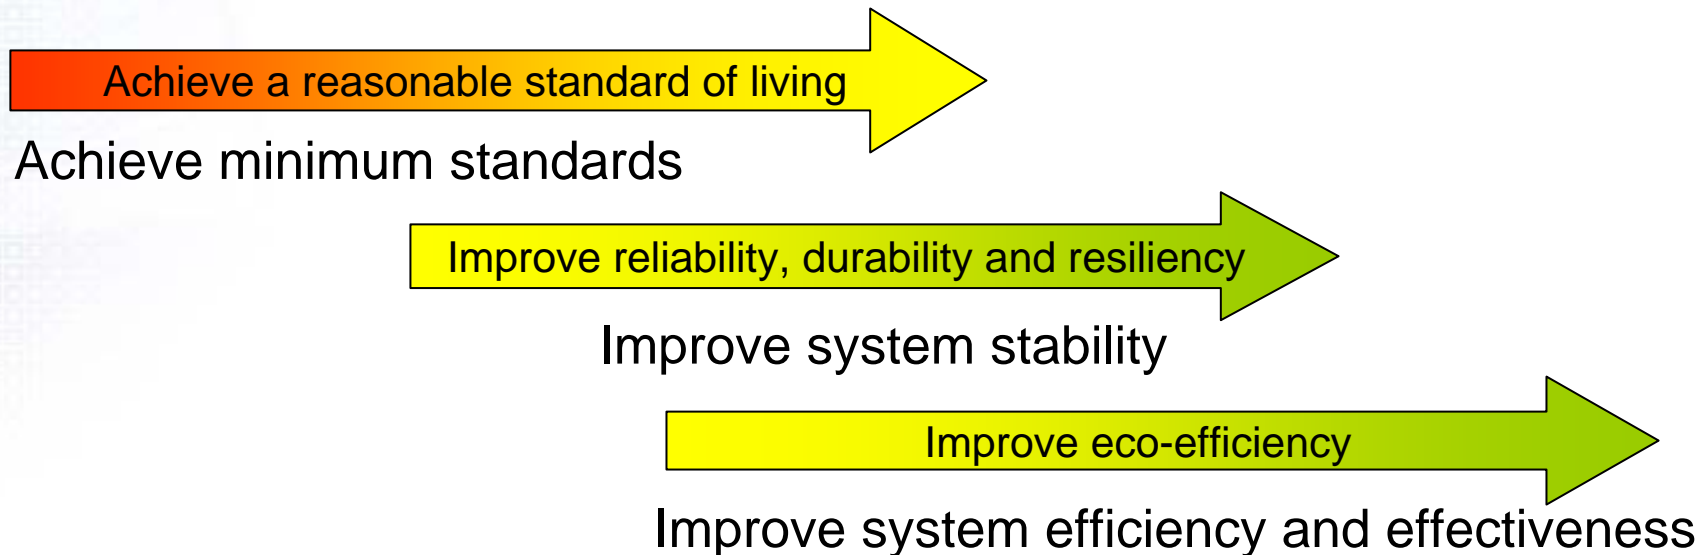 Achieve a reasonable standard of living
Achieve minimum standards
Improve reliability, durability and resiliency
Improve system stability
Improve eco-efficiency
Improve system efficiency and effectiveness